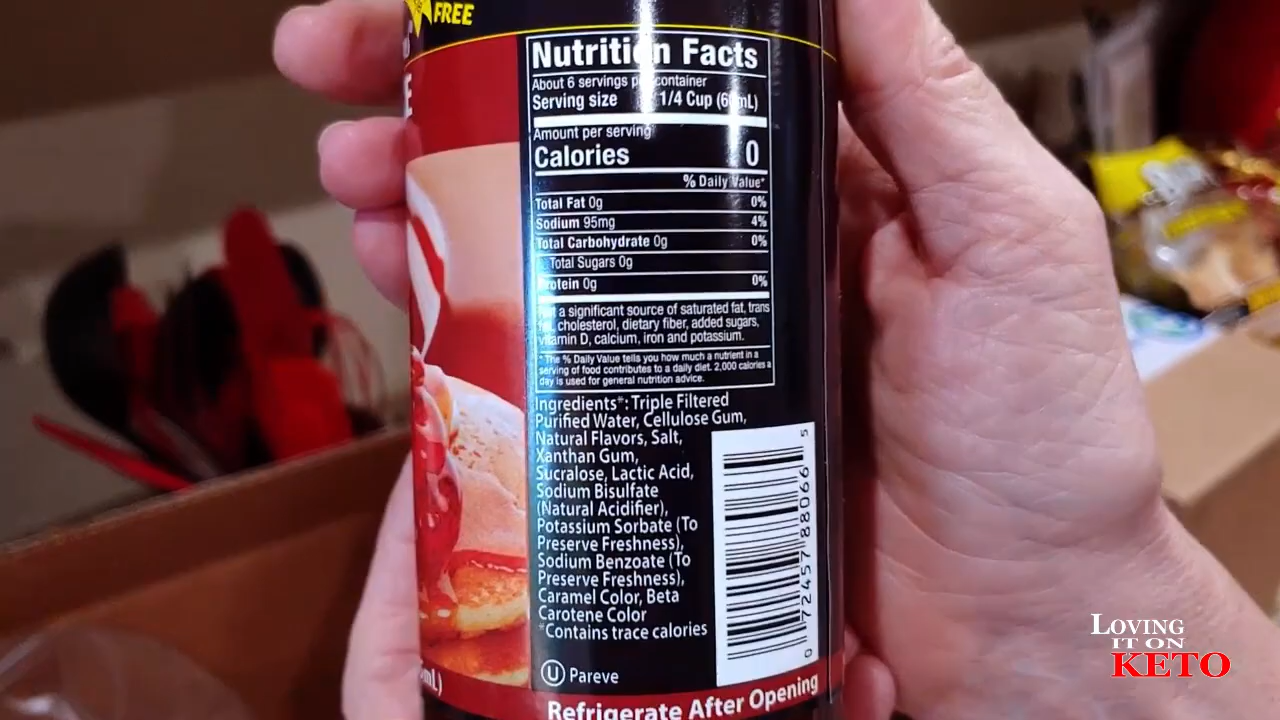 FREE
E
Nutrition Facts
About 6 servings per container
Serving size 1/4 Cup (60mL)
Amount per serving
Calories 0
% Daily Value*
Total Fat 0g 0%
Sodium 95mg 4%
Total Carbohydrate 0g 0%
Total Sugars 0g
Protein 0g 0%
Not a significant source of saturated fat, trans
fat, cholesterol, dietary fiber, added sugars,
vitamin D, calcium, iron and potassium.
*The % Daily Value tells you how much a nutrient in a
serving of food contributes to a daily diet. 2,000 calories a
day is used for general nutrition advice.
Ingredients*: Triple Filtered
Purified Water, Cellulose Gum,
Natural Flavors, Salt,
Xanthan Gum,
Sucralose, Lactic Acid,
Sodium Bisulfate
(Natural Acidifier),
Potassium Sorbate (To
Preserve Freshness),
Sodium Benzoate (To
Preserve Freshness),
Caramel Color, Beta
Carotene Color
*Contains trace calories
U Pareve
0 72457 88066 5
mL)
Refrigerate After Opening
LOVING
IT ON
KETO